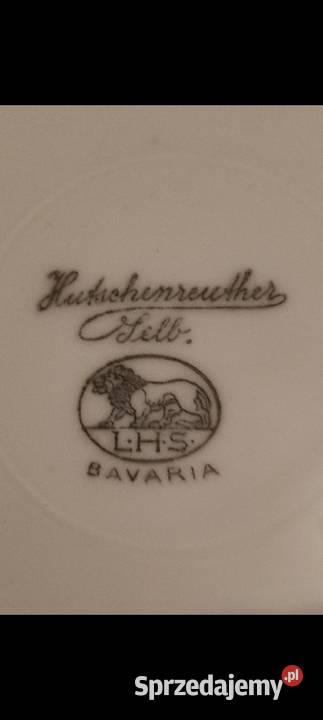 Hutschenreuther
Selb.
L·H·S·
BAVARIA
Sprzedajemy.pl